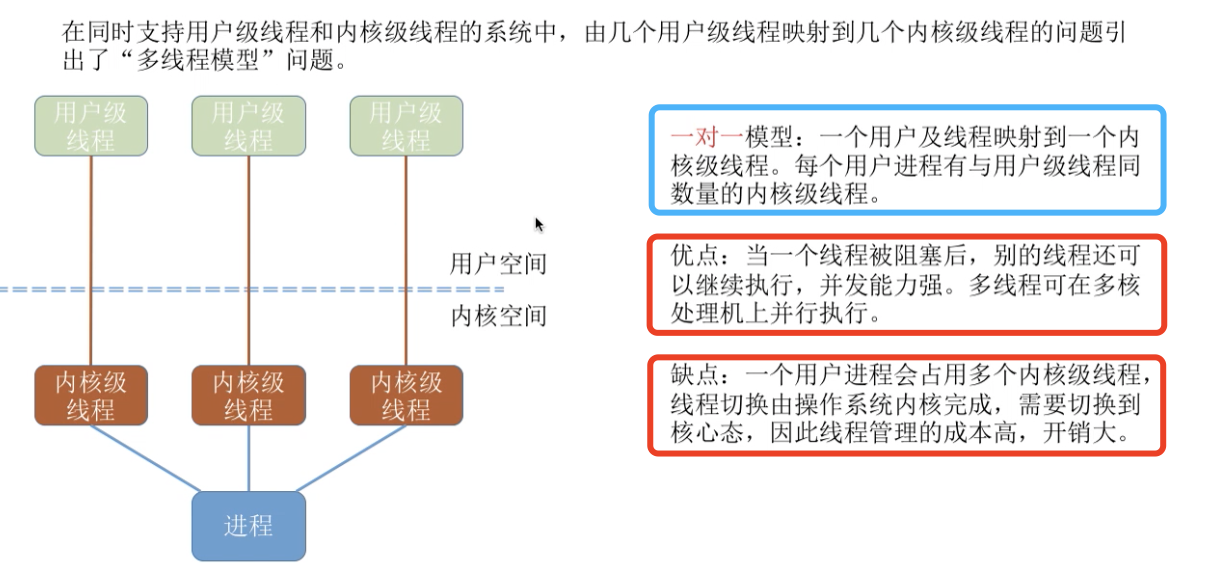 在同时支持用户级线程和内核级线程的系统中，由几个用户级线程映射到几个内核级线程的问题引
出了“多线程模型”问题。
用户级
线程
用户级
线程
用户级
线程
用户空间
内核空间
内核级
线程
内核级
线程
内核级
线程
进程
一对一模型：一个用户及线程映射到一个内
核级线程。每个用户进程有与用户级线程同
数量的内核级线程。
优点：当一个线程被阻塞后，别的线程还可
以继续执行，并发能力强。多线程可在多核
处理机上并行执行。
缺点：一个用户进程会占用多个内核级线程，
线程切换由操作系统内核完成，需要切换到
核心态，因此线程管理的成本高，开销大。